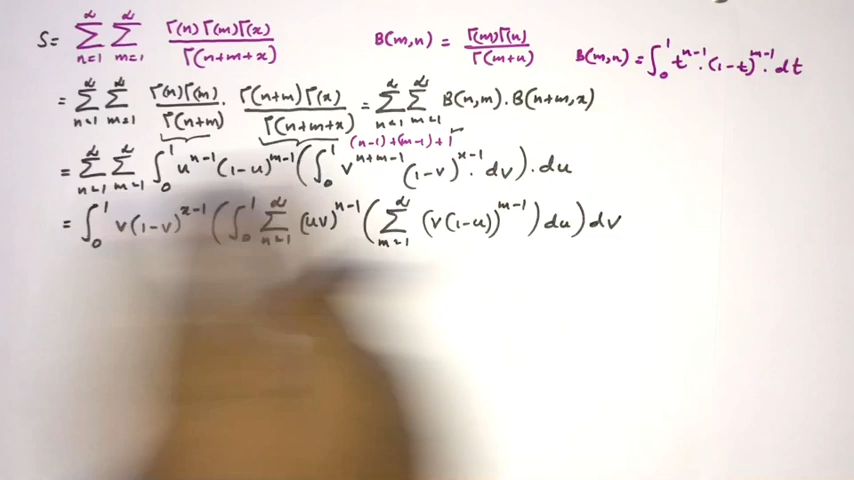 S= ∑_{n=1}^{∞} ∑_{m=1}^{∞} Γ(n)Γ(m)Γ(x) / Γ(n+m+x)   B(m,n) = Γ(m)Γ(n) / Γ(m+n)   B(m,n) = ∫_0^1 t^{n-1}.(1-t)^{m-1}.dt
= ∑_{n=1}^{∞} ∑_{m=1}^{∞} Γ(n)Γ(m) / Γ(n+m) . Γ(n+m)Γ(x) / Γ(n+m+x) = ∑_{n=1}^{∞} ∑_{m=1}^{∞} B(n,m).B(n+m,x)
(n-1)+(m-1)+1
= ∑_{n=1}^{∞} ∑_{m=1}^{∞} ∫_0^1 u^{n-1}(1-u)^{m-1} (∫_0^1 v^{n+m-1} (1-v)^{x-1}.dv).du
= ∫_0^1 v(1-v)^{x-1} (∫_0^1 ∑_{n=1}^{∞} (uv)^{n-1} (∑_{m=1}^{∞} (v(1-u))^{m-1}) du) dv